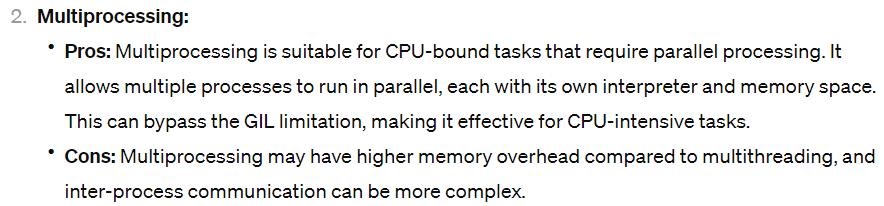 2. Multiprocessing:
• Pros: Multiprocessing is suitable for CPU-bound tasks that require parallel processing. It
allows multiple processes to run in parallel, each with its own interpreter and memory space.
This can bypass the GIL limitation, making it effective for CPU-intensive tasks.
• Cons: Multiprocessing may have higher memory overhead compared to multithreading, and
inter-process communication can be more complex.